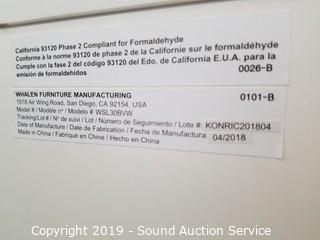 California 93120 Phase 2 Compliant for Formaldehyde
Conforme à la norme 93120 de phase 2 de la Californie sur le formaldéhyde
Cumple con la fase 2 del código 93120 del Edo. de California E.U.A. para la
emisión de formaldehidos
0026-B
WHALEN FURNITURE MANUFACTURING
0101-B
1578 Air Wing Road, San Diego, CA 92154, USA
Model # / Modèle n° / Modelo # WSL30BVW
Tracking/Lot # / N° de suivi / Lot / Número de Seguimiento / Lote #: KONRIC201804
Date of Manufacture / Date de Fabrication / Fecha de Manufactura 04/2018
Made in China / Fabriqué en Chine / Hecho en China
Copyright 2019 - Sound Auction Service